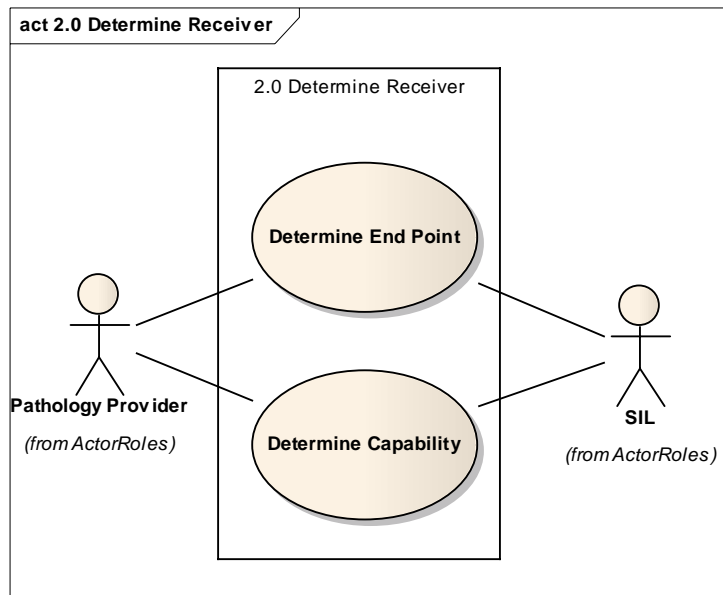 act 2.0 Determine Receiver
2.0 Determine Receiver
Determine End Point
Determine Capability
Pathology Provider
(from ActorRoles)
SIL
(from ActorRoles)